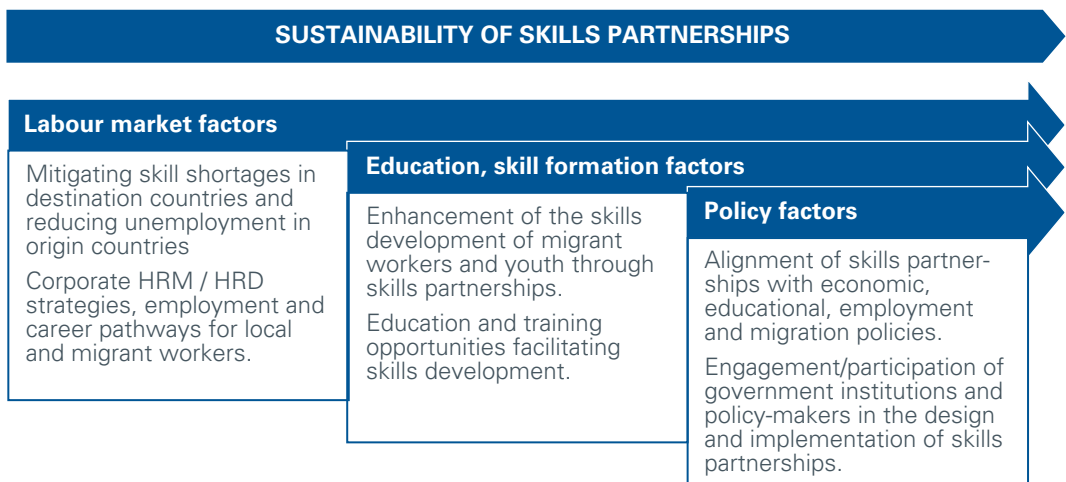 SUSTAINABILITY OF SKILLS PARTNERSHIPS
Labour market factors
Mitigating skill shortages in
destination countries and
reducing unemployment in
origin countries
Corporate HRM / HRD
strategies, employment and
career pathways for local
and migrant workers.
Education, skill formation factors
Enhancement of the skills
development of migrant
workers and youth through
skills partnerships.
Education and training
opportunities facilitating
skills development.
Policy factors
Alignment of skills partner-
ships with economic,
educational, employment
and migration policies.
Engagement/participation of
government institutions and
policy-makers in the design
and implementation of skills
partnerships.